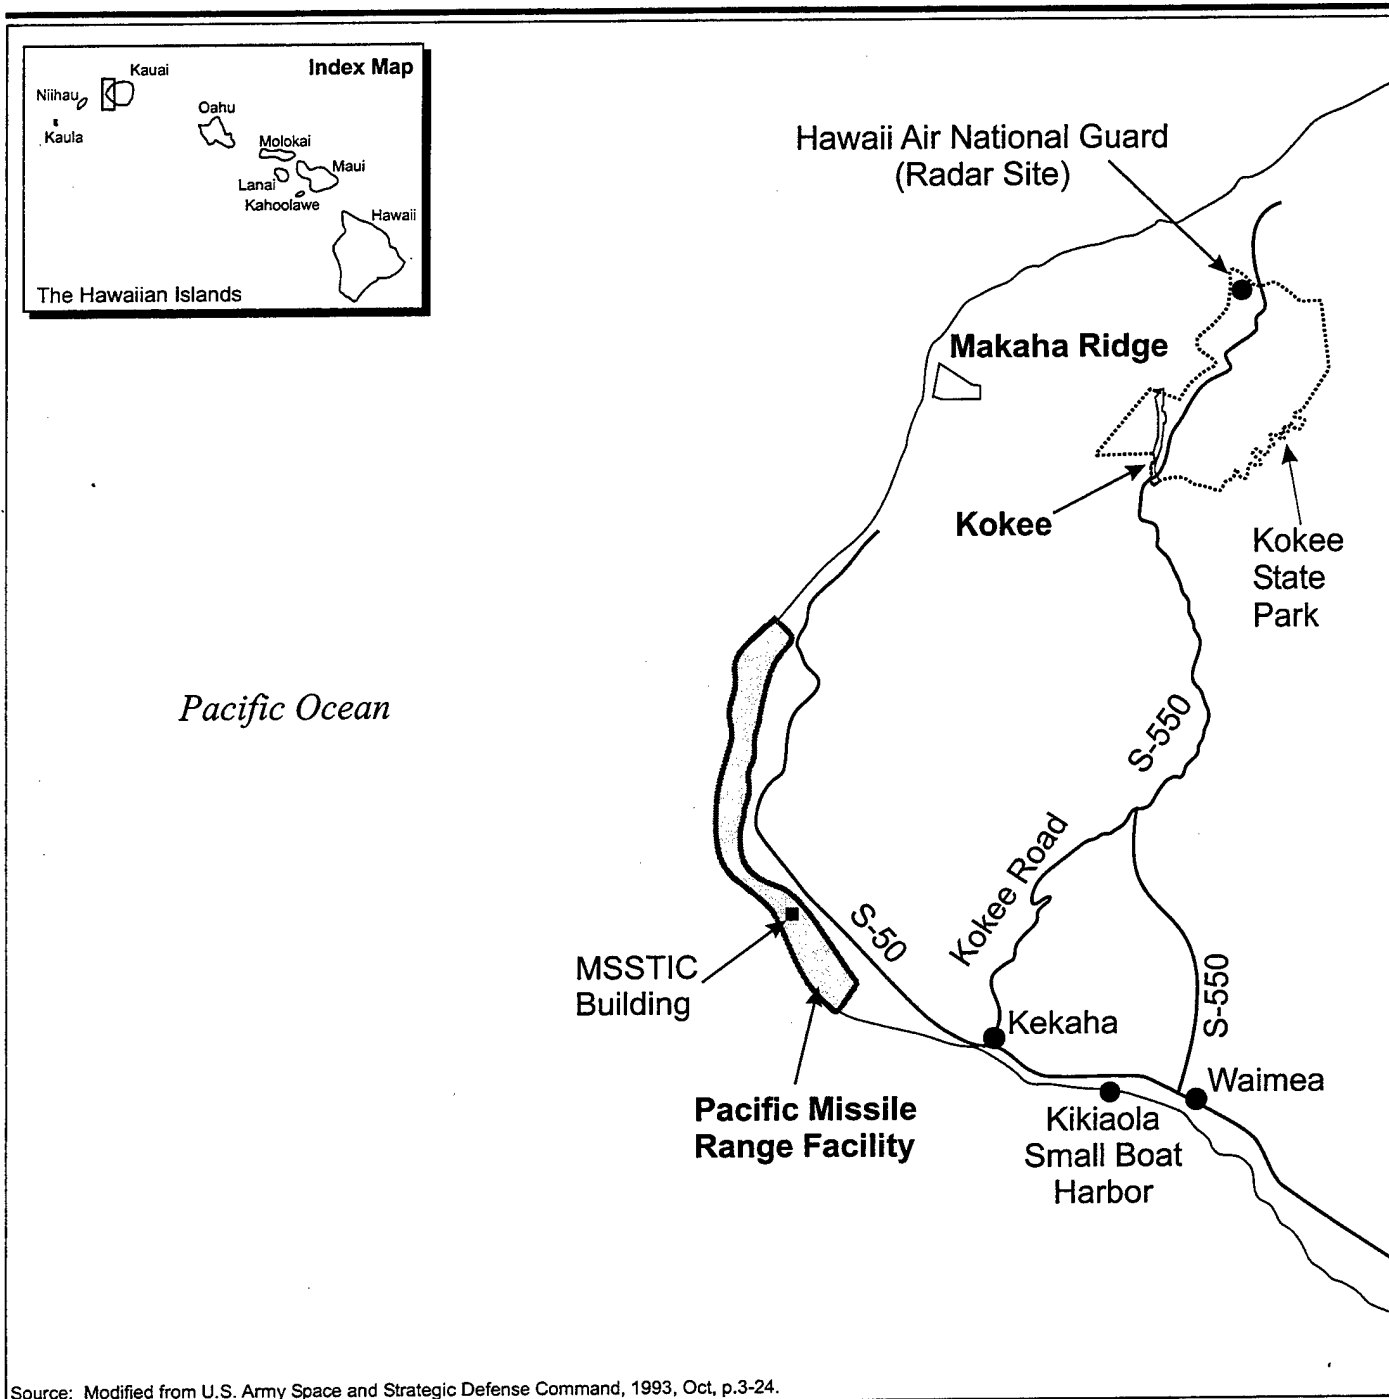 Index Map
Kauai
Niihau
Kaula
Oahu
Molokai
Maui
Lanai
Kahoolawe
Hawaii
The Hawaiian Islands
Hawaii Air National Guard
(Radar Site)
Makaha Ridge
Kokee
Kokee
State
Park
Pacific Ocean
S-550
Kokee Road
S-50
S-550
MSSTIC
Building
Kekaha
Waimea
Pacific Missile
Range Facility
Kikiaola
Small Boat
Harbor
Source: Modified from U.S. Army Space and Strategic Defense Command, 1993, Oct, p.3-24.